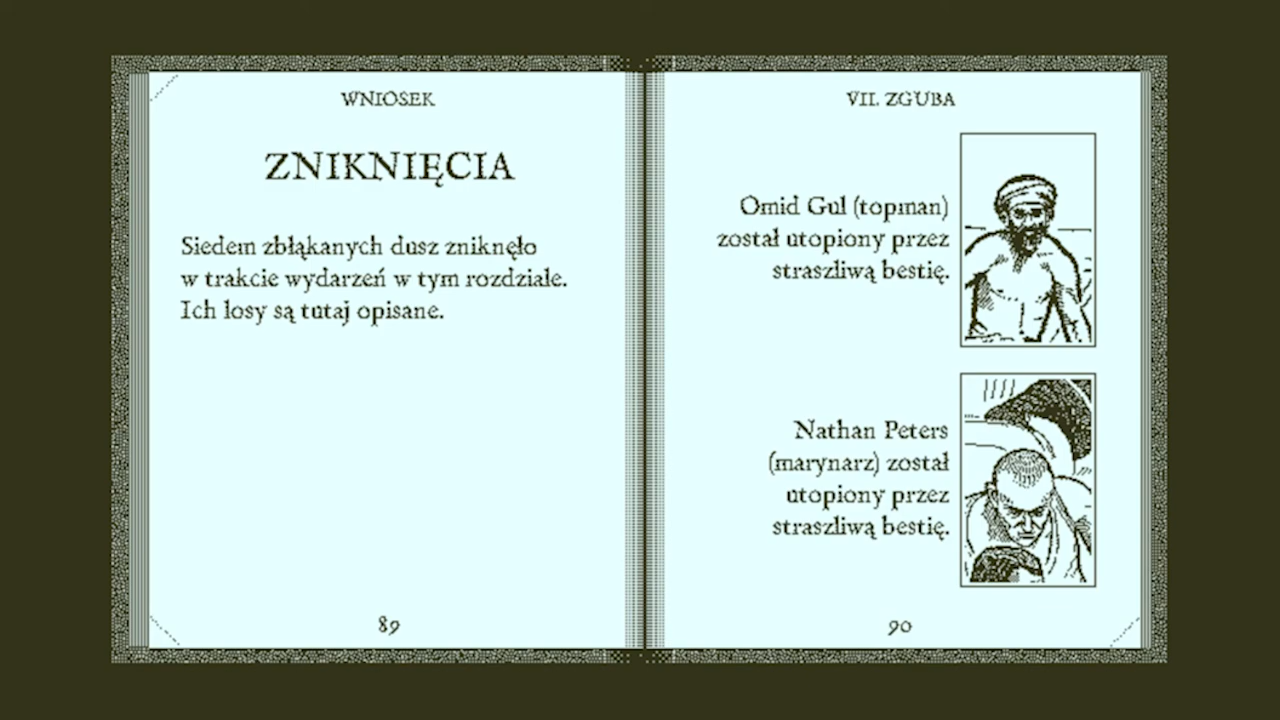 WNIOSEK
ZNIKNIĘCIA
Siedem zbłąkanych dusz zniknęło
w trakcie wydarzeń w tym rozdziale.
Ich losy są tutaj opisane.
89
VII. ZGUBA
Omid Gul (topman)
został utopiony przez
straszliwą bestię.
Nathan Peters
(marynarz) został
utopiony przez
straszliwą bestię.
90